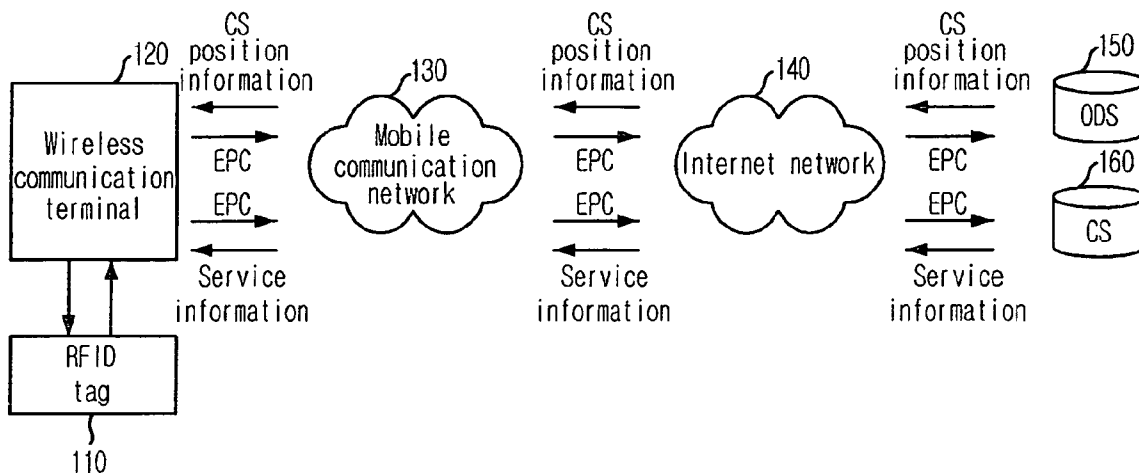 120
CS
position
information
130
CS
position
information
140
CS
position
information
150
ODS
Wireless
communication
terminal
EPC
EPC
Service
information
Mobile
communication
network
EPC
EPC
Service
information
Internet network
EPC
EPC
Service
information
160
CS
RFID
tag
110